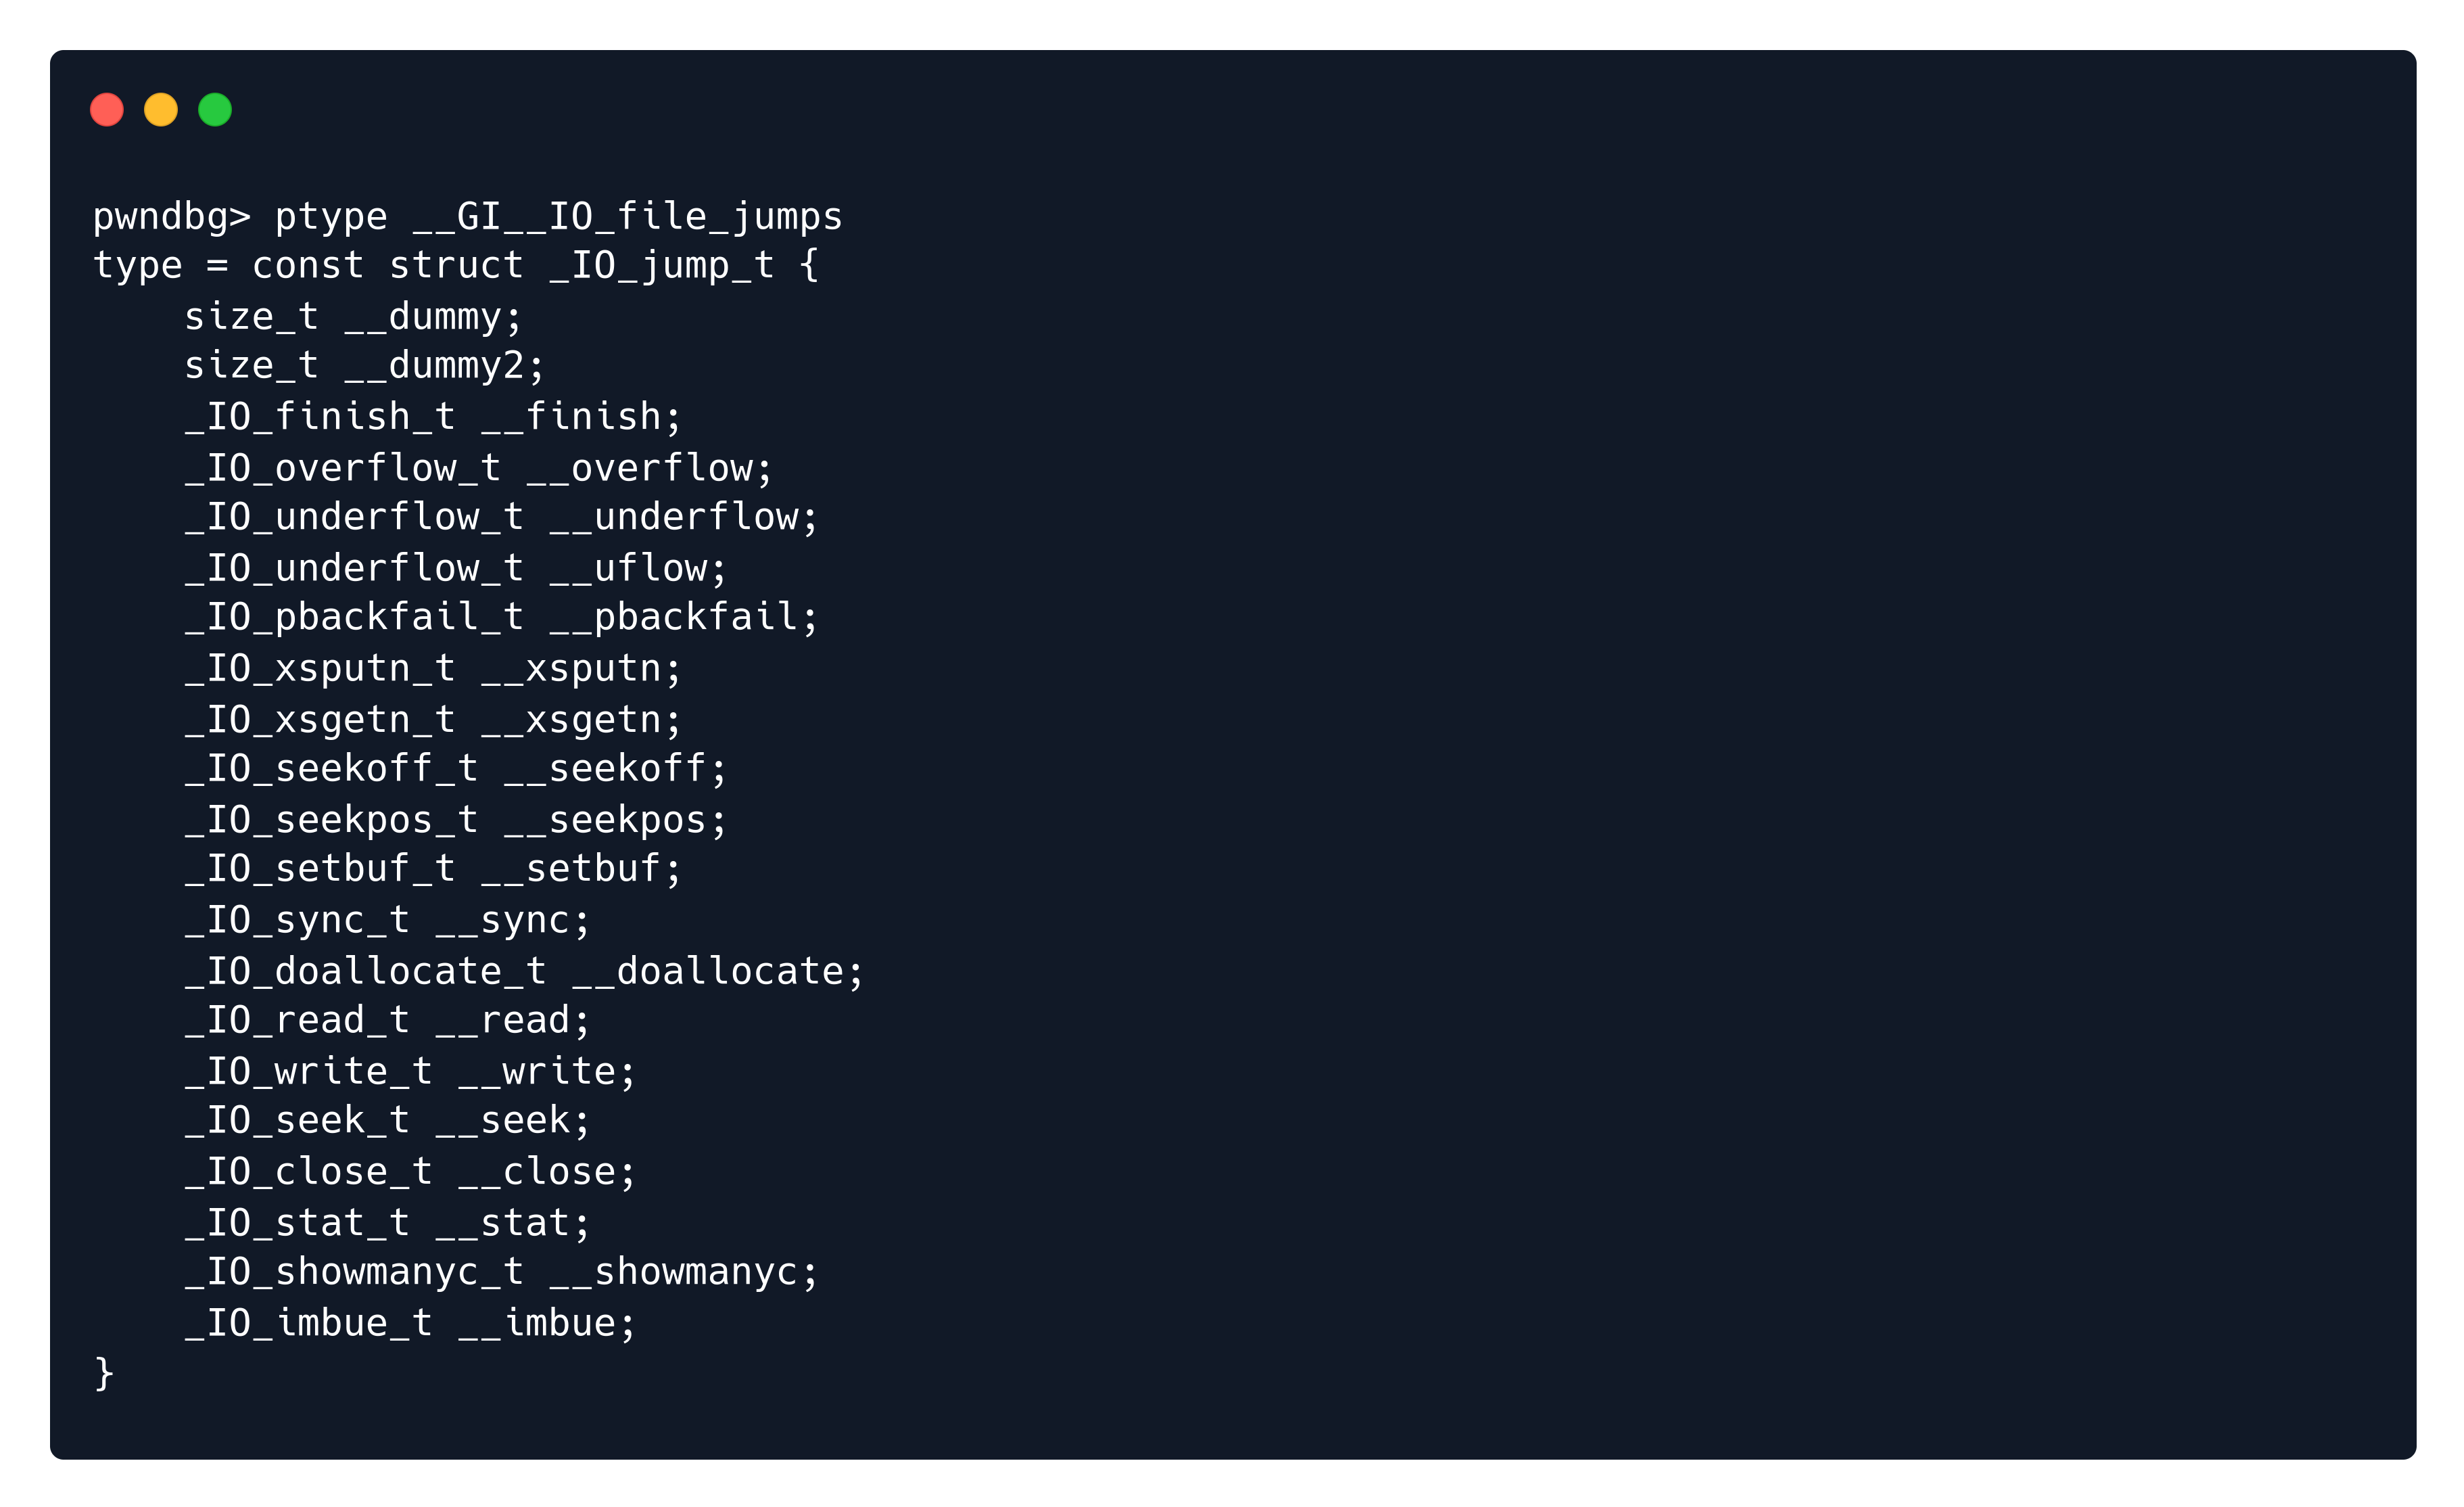 pwndbg> ptype __GI__IO_file_jumps
type = const struct _IO_jump_t {
    size_t __dummy;
    size_t __dummy2;
    _IO_finish_t __finish;
    _IO_overflow_t __overflow;
    _IO_underflow_t __underflow;
    _IO_underflow_t __uflow;
    _IO_pbackfail_t __pbackfail;
    _IO_xsputn_t __xsputn;
    _IO_xsgetn_t __xsgetn;
    _IO_seekoff_t __seekoff;
    _IO_seekpos_t __seekpos;
    _IO_setbuf_t __setbuf;
    _IO_sync_t __sync;
    _IO_doallocate_t __doallocate;
    _IO_read_t __read;
    _IO_write_t __write;
    _IO_seek_t __seek;
    _IO_close_t __close;
    _IO_stat_t __stat;
    _IO_showmanyc_t __showmanyc;
    _IO_imbue_t __imbue;
}